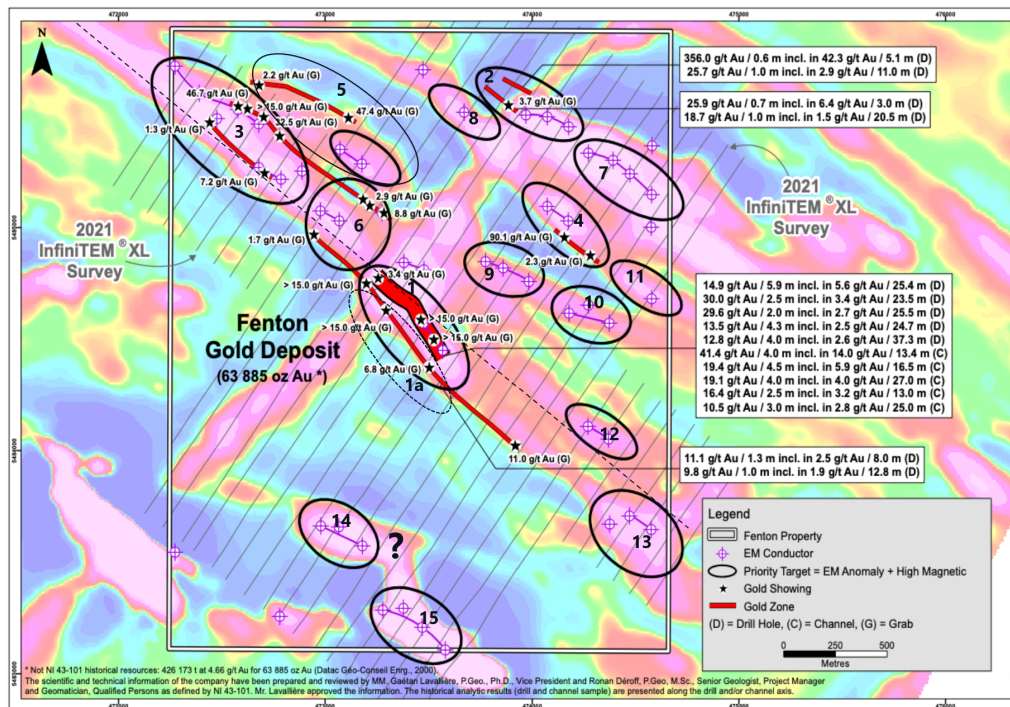 472000 473000 474000 475000 476000
N
356.0 g/t Au / 0.6 m incl. in 42.3 g/t Au / 5.1 m (D)
25.7 g/t Au / 1.0 m incl. in 2.9 g/t Au / 11.0 m (D)
25.9 g/t Au / 0.7 m incl. in 6.4 g/t Au / 3.0 m (D)
18.7 g/t Au / 1.0 m incl. in 1.5 g/t Au / 20.5 m (D)
2.2 g/t Au (G)
5
2
46.7 g/t Au (G)
> 15.0 g/t Au (G)
47.4 g/t Au (G)
3.7 g/t Au (G)
8
1.3 g/t Au (G)
3
32.5 g/t Au (G)
7.2 g/t Au (G)
7
2.9 g/t Au (G)
8.8 g/t Au (G)
6
4
2021
InfiniTEM ® XL
Survey
2021
InfiniTEM ® XL
Survey
5485000
1.7 g/t Au (G)
90.1 g/t Au (G)
2.3 g/t Au (G)
9
11
10
3.4 g/t Au (G)
1
> 15.0 g/t Au (G)
> 15.0 g/t Au (G)
> 15.0 g/t Au (G)
> 15.0 g/t Au (G)
Fenton
Gold Deposit
(63 885 oz Au *)
6.8 g/t Au (G)
1a
14.9 g/t Au / 5.9 m incl. in 5.6 g/t Au / 25.4 m (D)
30.0 g/t Au / 2.5 m incl. in 3.4 g/t Au / 23.5 m (D)
29.6 g/t Au / 2.0 m incl. in 2.7 g/t Au / 25.5 m (D)
13.5 g/t Au / 4.3 m incl. in 2.5 g/t Au / 24.7 m (D)
12.8 g/t Au / 4.0 m incl. in 2.6 g/t Au / 37.3 m (D)
41.4 g/t Au / 4.0 m incl. in 14.0 g/t Au / 13.4 m (C)
19.4 g/t Au / 4.5 m incl. in 5.9 g/t Au / 16.5 m (C)
19.1 g/t Au / 4.0 m incl. in 4.0 g/t Au / 27.0 m (C)
16.4 g/t Au / 2.5 m incl. in 3.2 g/t Au / 13.0 m (C)
10.5 g/t Au / 3.0 m incl. in 2.8 g/t Au / 25.0 m (C)
12
5484000
11.0 g/t Au (G)
11.1 g/t Au / 1.3 m incl. in 2.5 g/t Au / 8.0 m (D)
9.8 g/t Au / 1.0 m incl. in 1.9 g/t Au / 12.8 m (D)
14
?
13
15
Legend
Fenton Property
EM Conductor
Priority Target = EM Anomaly + High Magnetic
Gold Showing
Gold Zone
(D) = Drill Hole, (C) = Channel, (G) = Grab
0 250 500
Metres
5483000
* Not NI 43-101 historical resources: 426 173 t at 4.66 g/t Au for 63 885 oz Au (Datac Géo-Conseil Enrg., 2000).
The scientific and technical information of the company have been prepared and reviewed by MM. Gaétan Lavallière, P.Geo., Ph.D., Vice President and Ronan Déroff, P.Geo, M.Sc., Senior Geologist, Project Manager
and Geomatician, Qualified Persons as defined by NI 43-101. Mr. Lavallière approved the information. The historical analytic results (drill and channel sample) are presented along the drill and/or channel axis.
472000 473000 474000 475000 476000